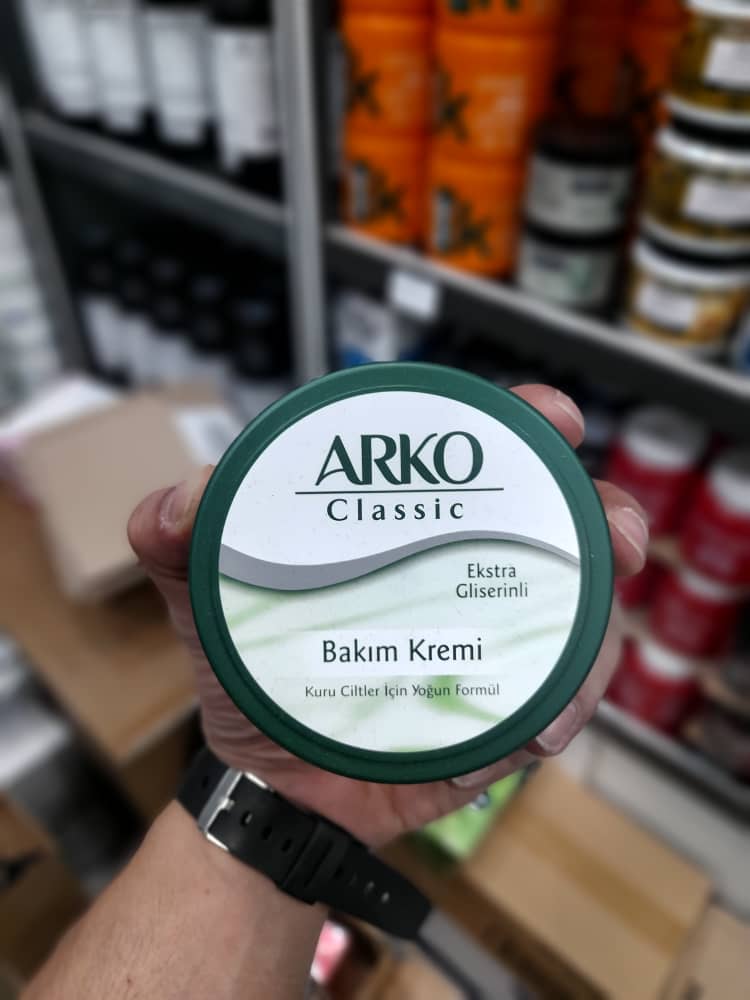 ARKO
Classic
Ekstra
Gliserinli
Bakım Kremi
Kuru Ciltler İçin Yoğun Formül